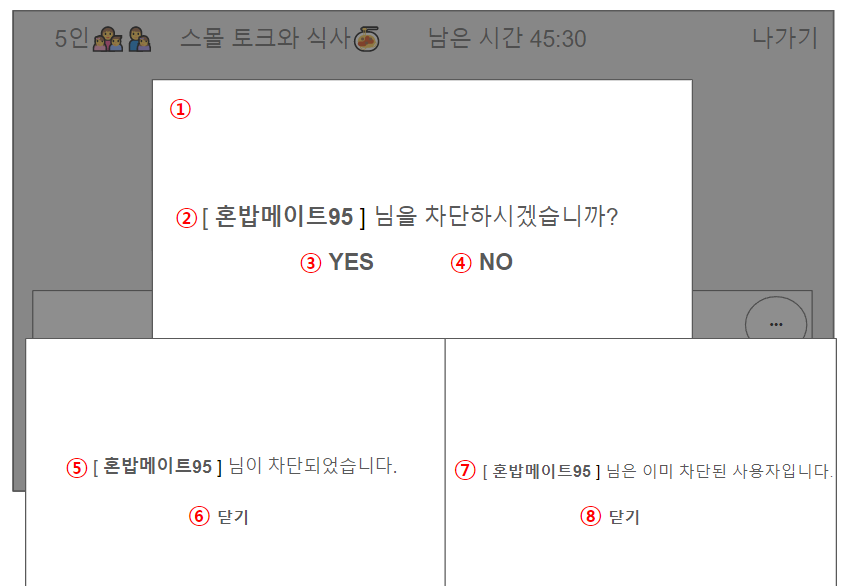 5인👩‍👧‍👦👩‍👦 스몰 토크와 식사🍝 남은 시간 45:30 나가기
①
② [ 혼밥메이트95 ] 님을 차단하시겠습니까?
③ YES ④ NO
...
⑤ [ 혼밥메이트95 ] 님이 차단되었습니다.
⑥ 닫기
⑦ [ 혼밥메이트95 ] 님은 이미 차단된 사용자입니다.
⑧ 닫기